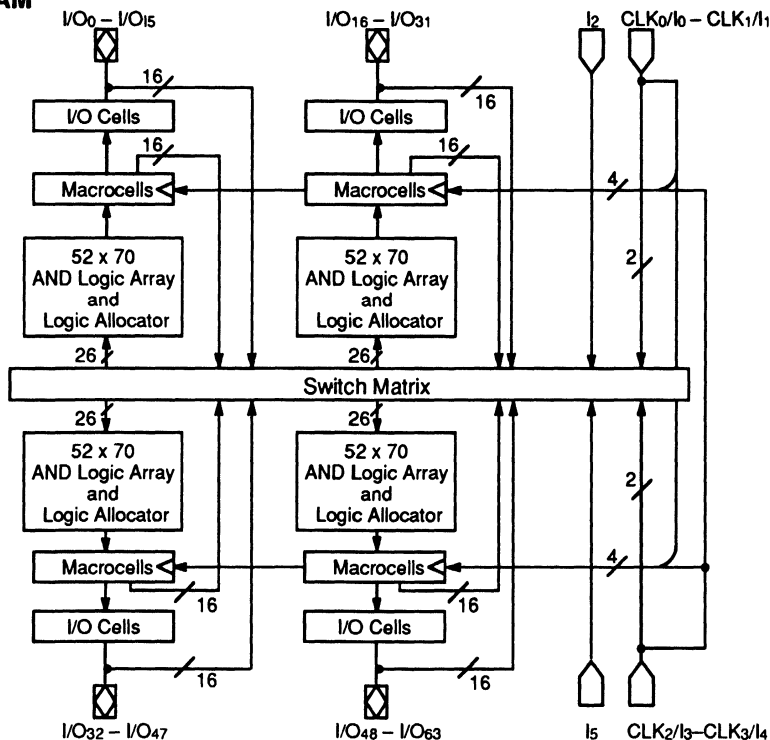 AM
I/O0 – I/OI5
I/O16 – I/O31
I2
CLK0/I0 – CLK1/I1
16
16
I/O Cells
I/O Cells
16
16
Macrocells
Macrocells
4
52 x 70
AND Logic Array
and
Logic Allocator
52 x 70
AND Logic Array
and
Logic Allocator
2
26
26
Switch Matrix
26
26
52 x 70
AND Logic Array
and
Logic Allocator
52 x 70
AND Logic Array
and
Logic Allocator
2
Macrocells
Macrocells
4
16
16
I/O Cells
I/O Cells
16
16
I/O32 – I/O47
I/O48 – I/O63
I5
CLK2/I3–CLK3/I4